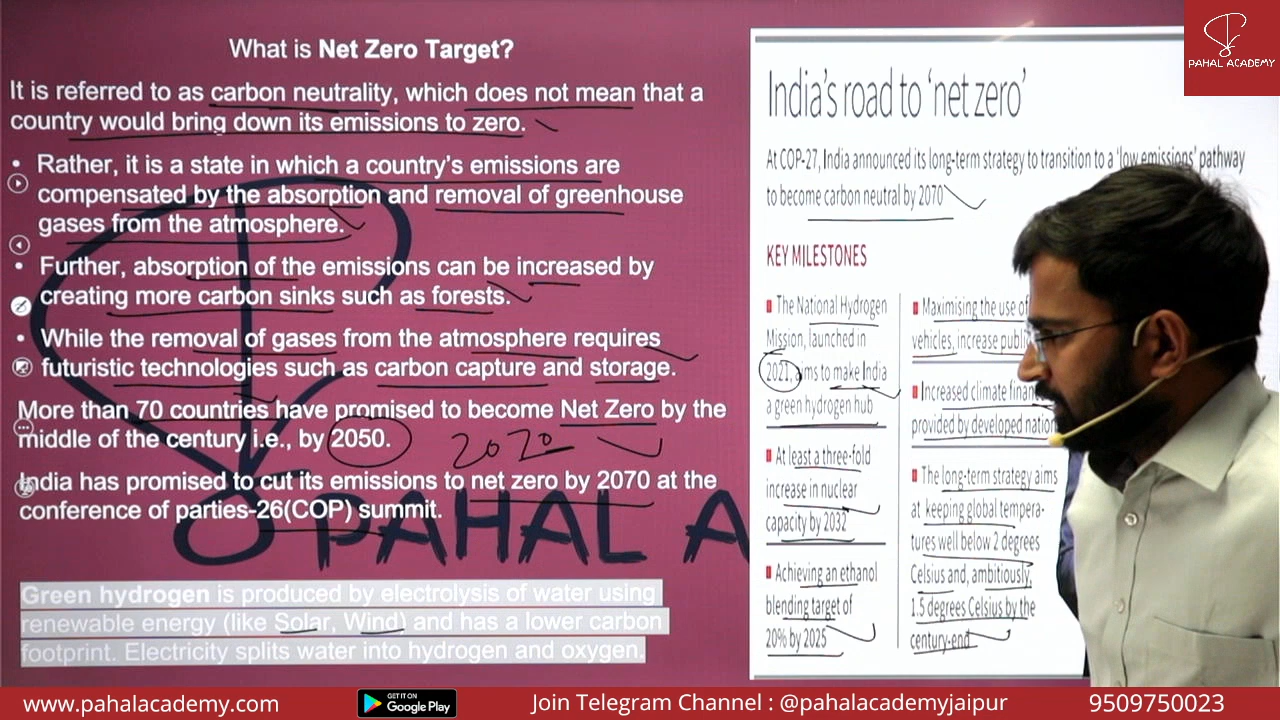 What is Net Zero Target?
It is referred to as carbon neutrality, which does not mean that a
country would bring down its emissions to zero.
• Rather, it is a state in which a country's emissions are
compensated by the absorption and removal of greenhouse
gases from the atmosphere.
• Further, absorption of the emissions can be increased by
creating more carbon sinks such as forests.
• While the removal of gases from the atmosphere requires
futuristic technologies such as carbon capture and storage.
More than 70 countries have promised to become Net Zero by the
middle of the century i.e., by 2050.
2070
India has promised to cut its emissions to net zero by 2070 at the
conference of parties-26(COP) summit.
PAHAL A
Green hydrogen is produced by electrolysis of water using
renewable energy (like Solar, Wind) and has a lower carbon
footprint. Electricity splits water into hydrogen and oxygen.
PAHAL ACADEMY
India's road to 'net zero'
At COP-27, India announced its long-term strategy to transition to a 'low emissions' pathway
to become carbon neutral by 2070
KEY MILESTONES
The National Hydrogen
Mission, launched in
2021, aims to make India
a green hydrogen hub
At least a three-fold
increase in nuclear
capacity by 2032
Achieving an ethanol
blending target of
20% by 2025
Maximising the use of
vehicles, increase
Increased climate
provided by developed
The long-term strategy aims
at keeping global tempera-
tures well below 2 degrees
Celsius and, ambitiously,
1.5 degrees Celsius by the
century-end
www.pahalacademy.com
GET IT ON
Google Play
Join Telegram Channel : @pahalacademyjaipur
9509750023